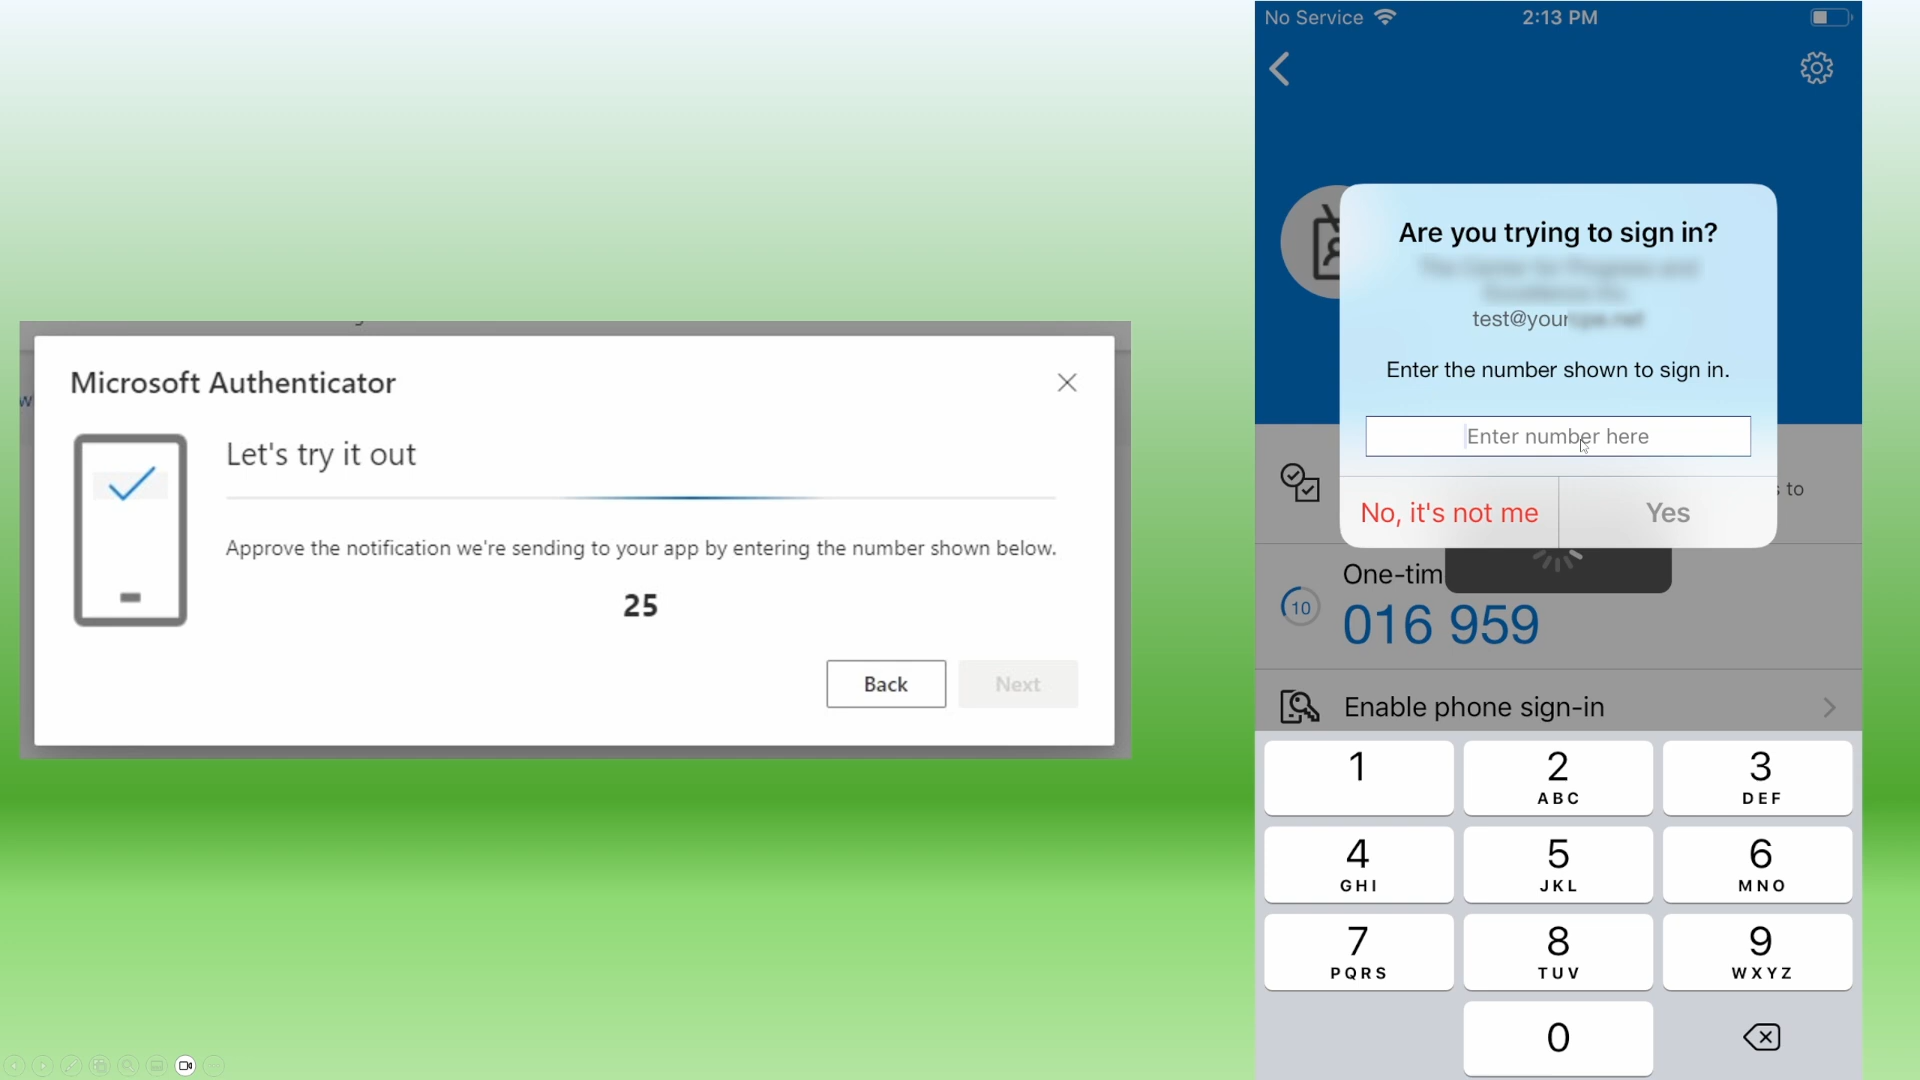 Microsoft Authenticator
Let's try it out
Approve the notification we're sending to your app by entering the number shown below.
25
Back
Next
No Service
2:13 PM
Are you trying to sign in?
test@your
Enter the number shown to sign in.
Enter number here
No, it's not me
Yes
s to
One-tim
10
016 959
Enable phone sign-in
1
2
ABC
3
DEF
4
GHI
5
JKL
6
MNO
7
PQRS
8
TUV
9
WXYZ
0